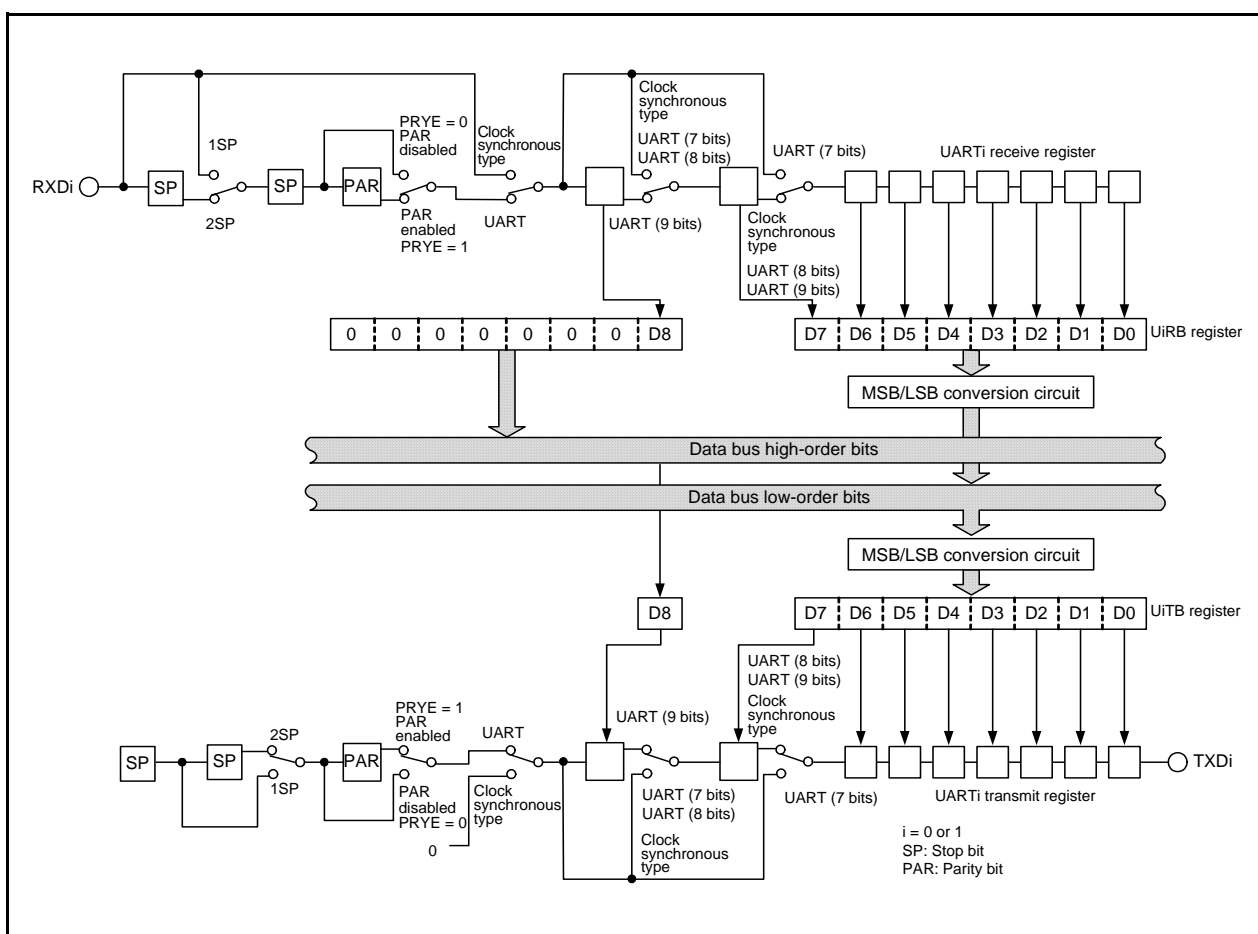 Clock
synchronous
type
PRYE = 0
PAR
disabled
Clock
synchronous
type
1SP
UART (7 bits)
UART (8 bits)
UART (7 bits)
UARTi receive register
RXDi
SP
SP
PAR
2SP
PAR
enabled
PRYE = 1
UART
UART (9 bits)
Clock
synchronous
type
UART (8 bits)
UART (9 bits)
0 0 0 0 0 0 0 D8
D7 D6 D5 D4 D3 D2 D1 D0
UiRB register
MSB/LSB conversion circuit
Data bus high-order bits
Data bus low-order bits
MSB/LSB conversion circuit
D8
D7 D6 D5 D4 D3 D2 D1 D0
UiTB register
UART (8 bits)
UART (9 bits)
Clock
synchronous
type
PRYE = 1
PAR
enabled
UART
UART (9 bits)
2SP
SP
SP
PAR
TXDi
1SP
PAR
disabled
PRYE = 0
Clock
synchronous
type
0
UART (7 bits)
UART (8 bits)
UART (7 bits)
Clock
synchronous
type
UARTi transmit register
i = 0 or 1
SP: Stop bit
PAR: Parity bit